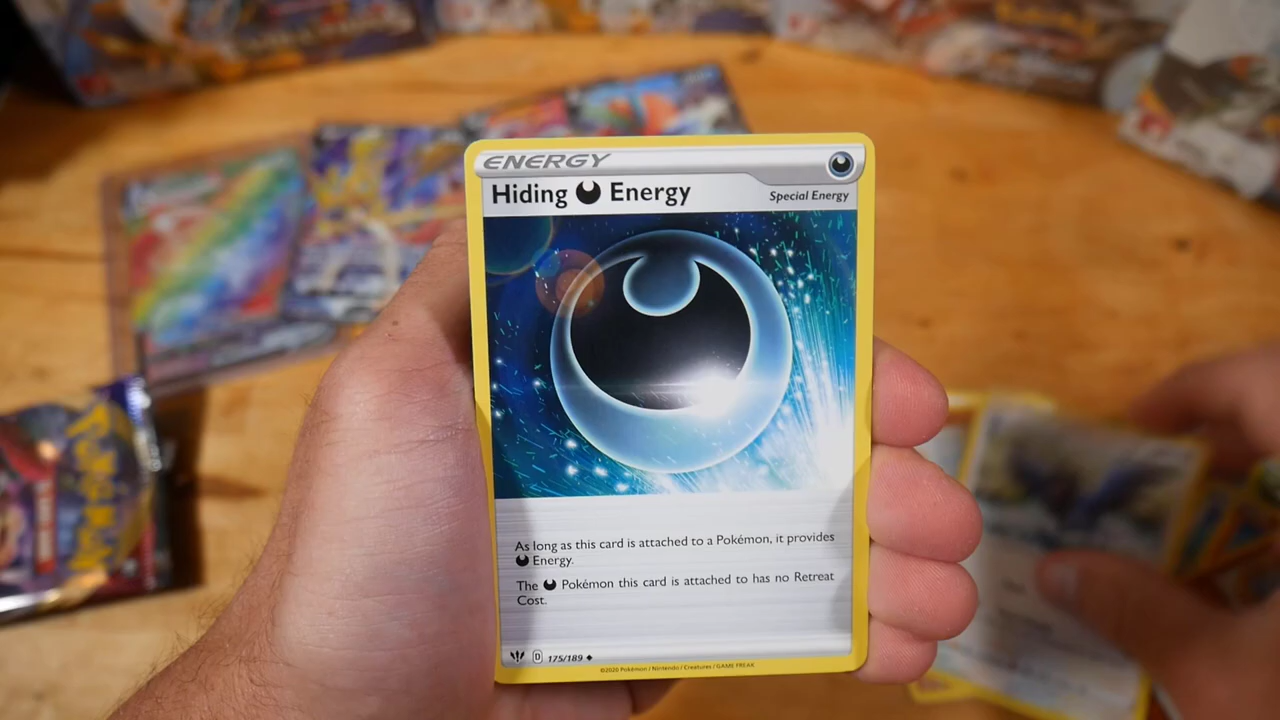 ENERGY
Hiding Energy
Special Energy
As long as this card is attached to a Pokémon, it provides
Energy.
The Pokémon this card is attached to has no Retreat
Cost.
D 175/189
©2020 Pokémon / Nintendo / Creatures / GAME FREAK
POKéMON